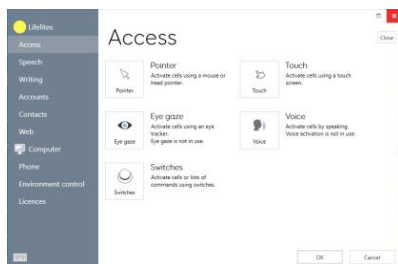 Lifelites
Access
Speech
Writing
Accounts
Contacts
Web
Computer
Phone
Environment control
Licences
Access
Close
Pointer
Pointer
Activate cells using a mouse or
head pointer.
Touch
Touch
Activate cells using a touch
screen.
Eye gaze
Eye gaze
Activate cells using an eye
tracker.
Eye gaze is not in use.
Voice
Voice
Activate cells by speaking.
Voice activation is not in use.
Switches
Switches
Activate cells or lists of
commands using switches.
OK
Cancel